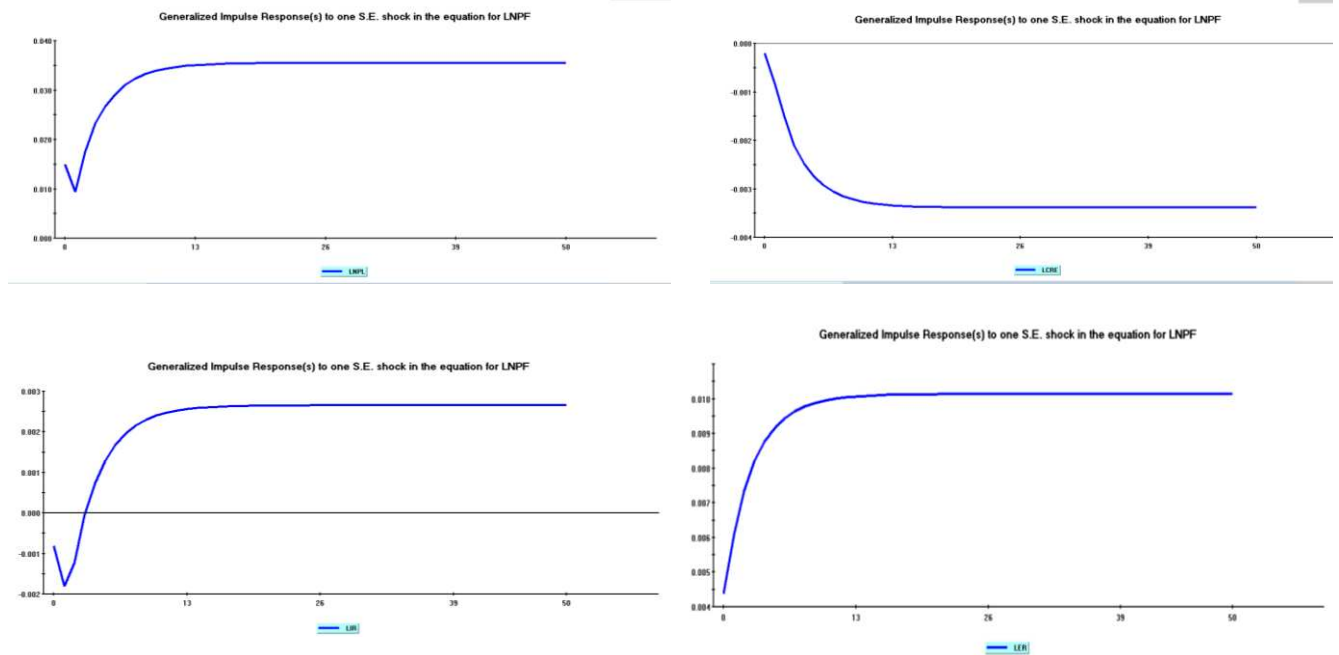 Generalized Impulse Response(s) to one S.E. shock in the equation for LNPF
0.040
0.030
0.020
0.010
0.000
0 13 26 39 50
LNPL
Generalized Impulse Response(s) to one S.E. shock in the equation for LNPF
0.000
-0.001
-0.002
-0.003
-0.004
0 13 26 39 50
LCRE
Generalized Impulse Response(s) to one S.E. shock in the equation for LNPF
0.003
0.002
0.001
0.000
-0.001
-0.002
0 13 26 39 50
LIR
Generalized Impulse Response(s) to one S.E. shock in the equation for LNPF
0.010
0.009
0.008
0.007
0.006
0.005
0.004
0 13 26 39 50
LER